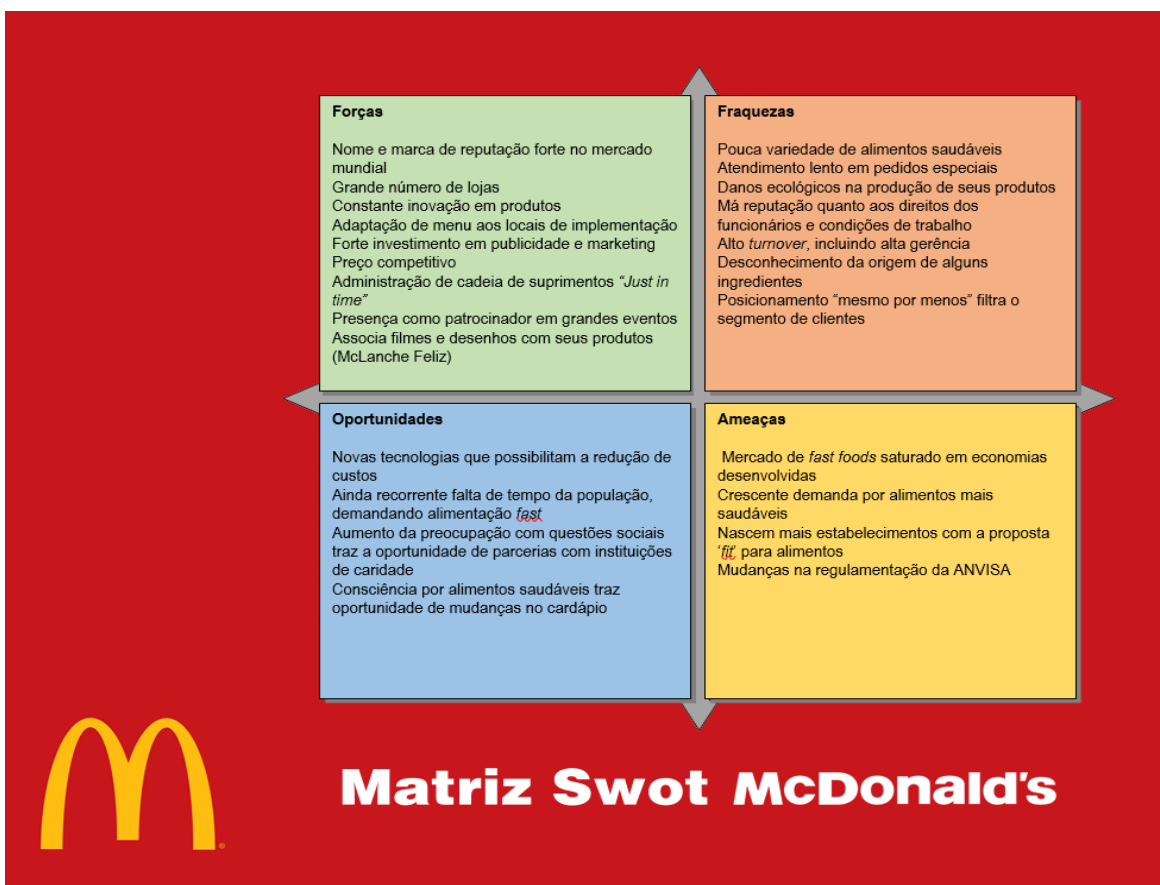 Forças
Nome e marca de reputação forte no mercado
mundial
Grande número de lojas
Constante inovação em produtos
Adaptação de menu aos locais de implementação
Forte investimento em publicidade e marketing
Preço competitivo
Administração de cadeia de suprimentos “Just in
time”
Presença como patrocinador em grandes eventos
Associa filmes e desenhos com seus produtos
(McLanche Feliz)
Fraquezas
Pouca variedade de alimentos saudáveis
Atendimento lento em pedidos especiais
Danos ecológicos na produção de seus produtos
Má reputação quanto aos direitos dos
funcionários e condições de trabalho
Alto turnover, incluindo alta gerência
Desconhecimento da origem de alguns
ingredientes
Posicionamento “mesmo por menos” filtra o
segmento de clientes
Oportunidades
Novas tecnologias que possibilitam a redução de
custos
Ainda recorrente falta de tempo da população,
demandando alimentação fast
Aumento da preocupação com questões sociais
traz a oportunidade de parcerias com instituições
de caridade
Consciência por alimentos saudáveis traz
oportunidade de mudanças no cardápio
Ameaças
Mercado de fast foods saturado em economias
desenvolvidas
Crescente demanda por alimentos mais
saudáveis
Nascem mais estabelecimentos com a proposta
‘fit’ para alimentos
Mudanças na regulamentação da ANVISA
Matriz Swot McDonald's